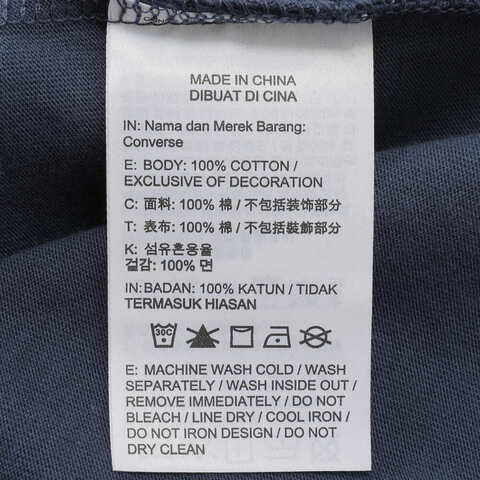 MADE IN CHINA
DIBUAT DI CINA
IN: Nama dan Merek Barang:
Converse
E: BODY: 100% COTTON /
EXCLUSIVE OF DECORATION
C: 面料: 100% 棉 / 不包括装饰部分
T: 表布: 100% 棉 / 不包括裝飾部分
K: 섬유혼용율
겉감: 100% 면
IN: BADAN: 100% KATUN / TIDAK
TERMASUK HIASAN
30C
E: MACHINE WASH COLD / WASH
SEPARATELY / WASH INSIDE OUT /
REMOVE IMMEDIATELY / DO NOT
BLEACH / LINE DRY / COOL IRON /
DO NOT IRON DESIGN / DO NOT
DRY CLEAN